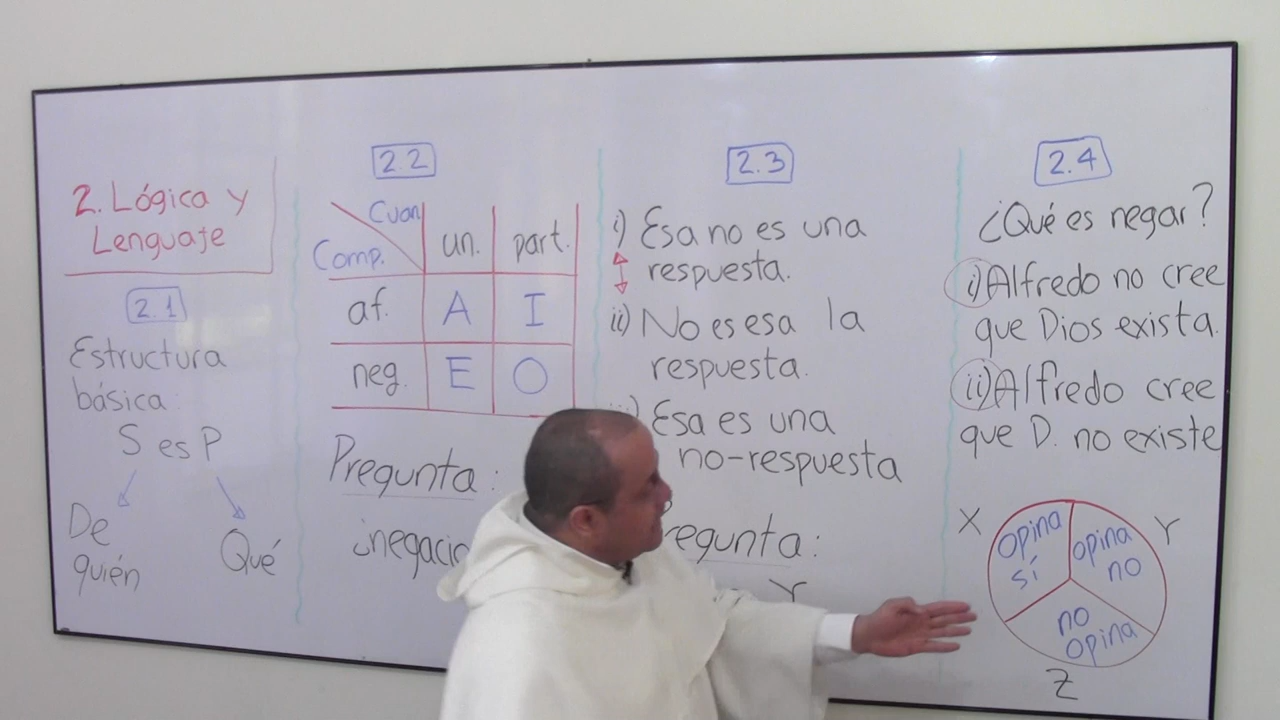 2. Lógica y
Lenguaje
2.1
Estructura
básica:
S es P
De
quién
Qué
2.2
Cuan
Comp.
un.
part.
af.
A
I
neg.
E
O
Pregunta:
¿negacio
2.3
i) Esa no es una
respuesta.
ii) No es esa la
respuesta.
Esa es una
no-respuesta
regunta:
Y
2.4
¿Qué es negar?
i) Alfredo no cree
que Dios exista.
ii) Alfredo cree
que D. no existe
X
Opina
sí
opina
no
Y
no
Opina
Z